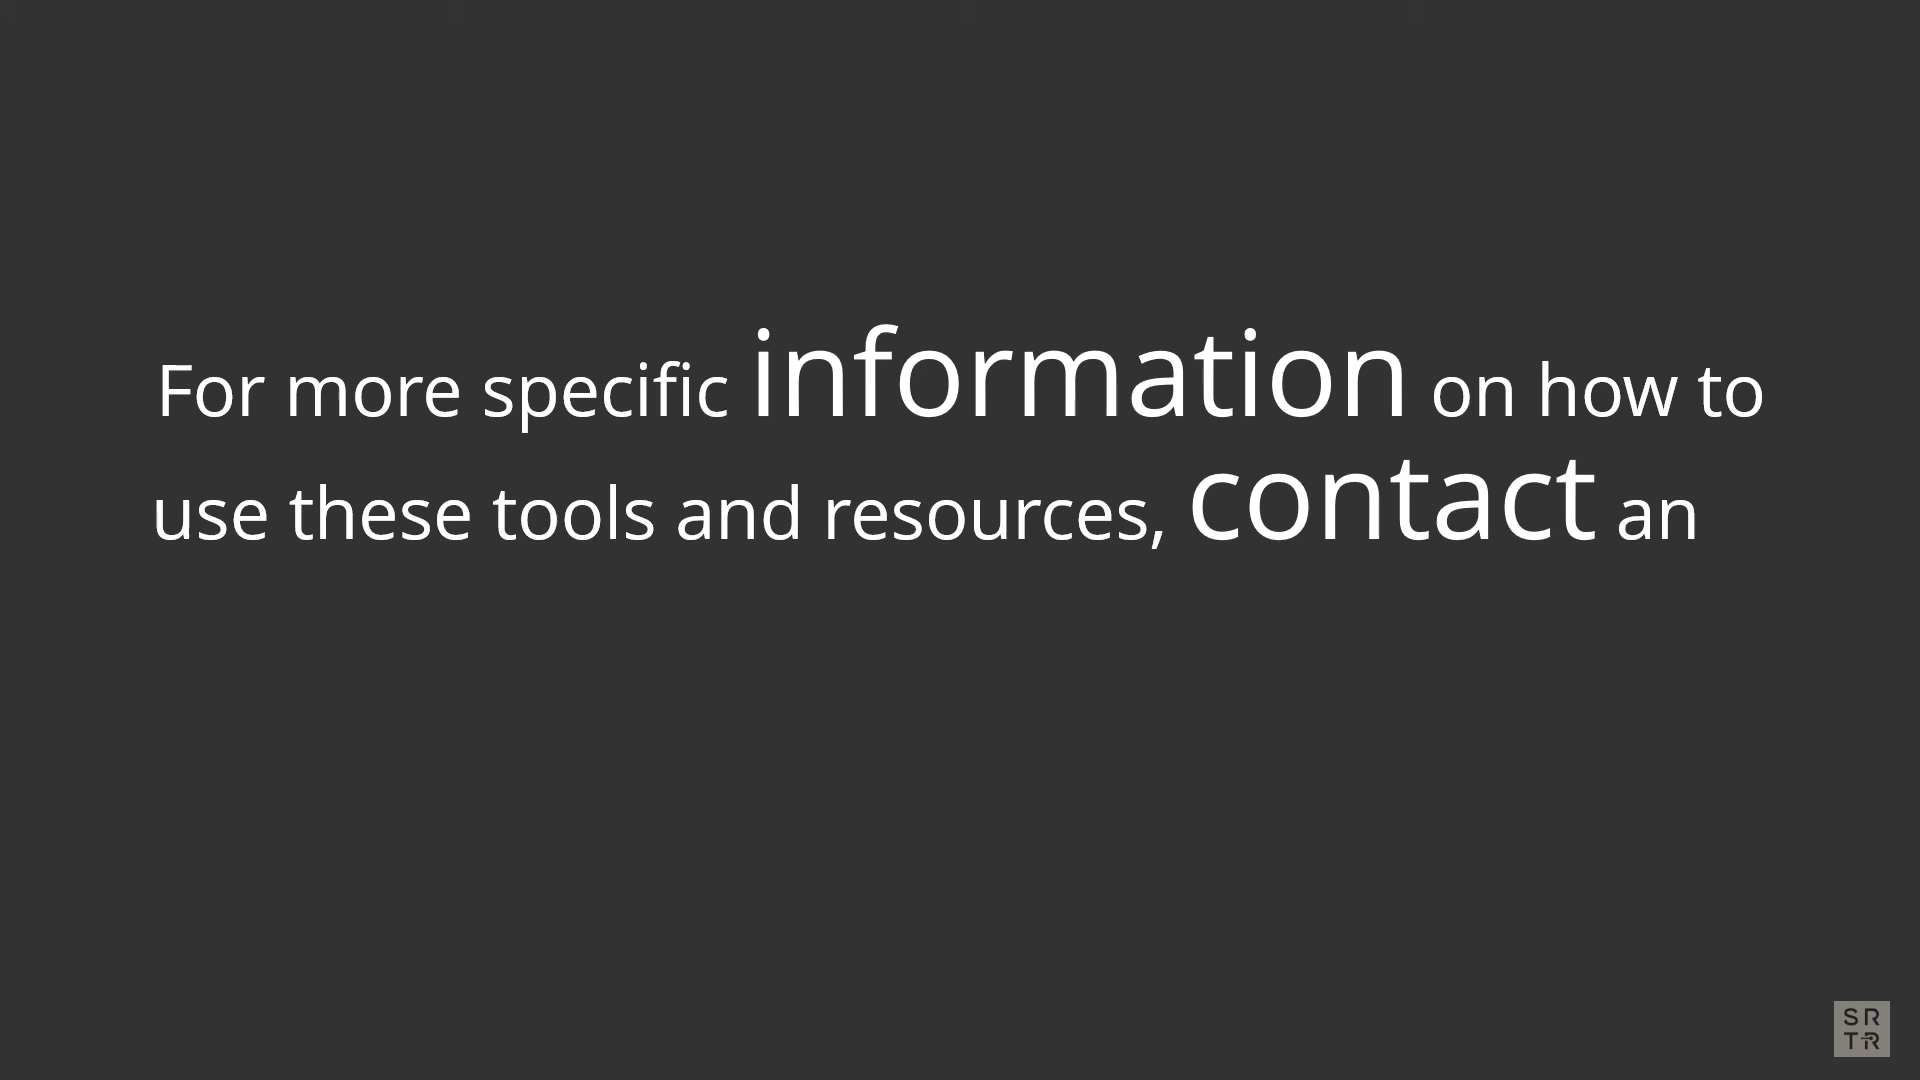 For more specific information on how to
use these tools and resources, contact an
SR
TR